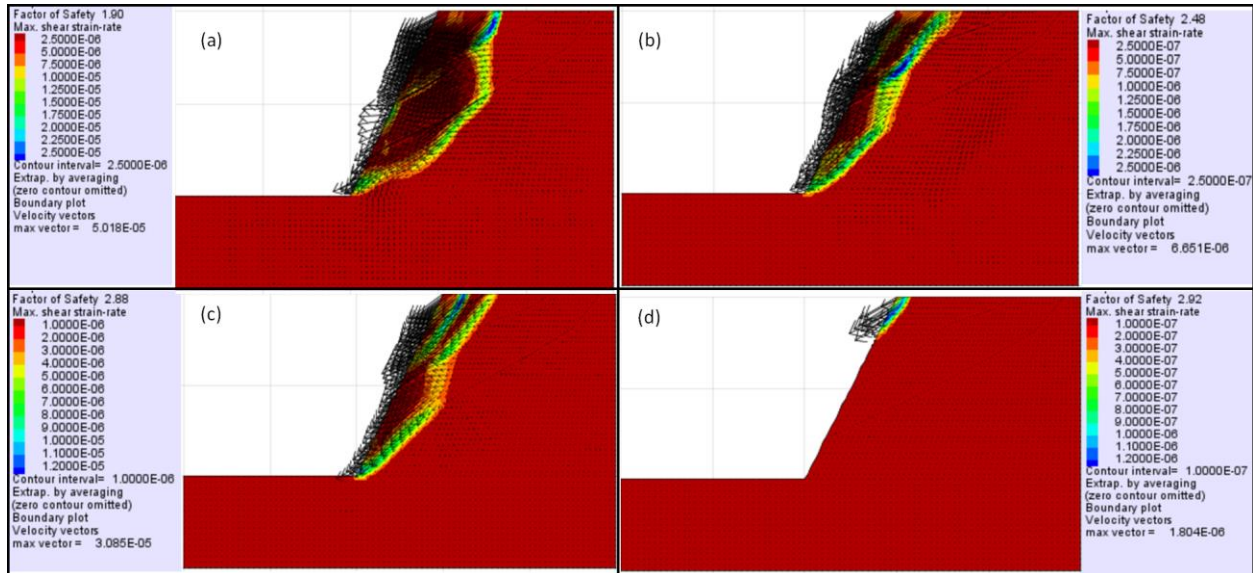 Factor of Safety 1.90
Max. shear strain-rate
2.5000E-06
5.0000E-06
7.5000E-06
1.0000E-05
1.2500E-05
1.5000E-05
1.7500E-05
2.0000E-05
2.2500E-05
2.5000E-05
Contour interval= 2.5000E-06
Extrap. by averaging
(zero contour omitted)
Boundary plot
Velocity vectors
max vector = 5.018E-05
(a)
(b)
Factor of Safety 2.48
Max. shear strain-rate
2.5000E-07
5.0000E-07
7.5000E-07
1.0000E-06
1.2500E-06
1.5000E-06
1.7500E-06
2.0000E-06
2.2500E-06
2.5000E-06
Contour interval= 2.5000E-07
Extrap. by averaging
(zero contour omitted)
Boundary plot
Velocity vectors
max vector = 6.651E-06
Factor of Safety 2.88
Max. shear strain-rate
1.0000E-06
2.0000E-06
3.0000E-06
4.0000E-06
5.0000E-06
6.0000E-06
7.0000E-06
8.0000E-06
9.0000E-06
1.0000E-05
1.1000E-05
1.2000E-05
Contour interval= 1.0000E-06
Extrap. by averaging
(zero contour omitted)
Boundary plot
Velocity vectors
max vector = 3.085E-05
(c)
(d)
Factor of Safety 2.92
Max. shear strain-rate
1.0000E-07
2.0000E-07
3.0000E-07
4.0000E-07
5.0000E-07
6.0000E-07
7.0000E-07
8.0000E-07
9.0000E-07
1.0000E-06
1.1000E-06
1.2000E-06
Contour interval= 1.0000E-07
Extrap. by averaging
(zero contour omitted)
Boundary plot
Velocity vectors
max vector = 1.804E-06